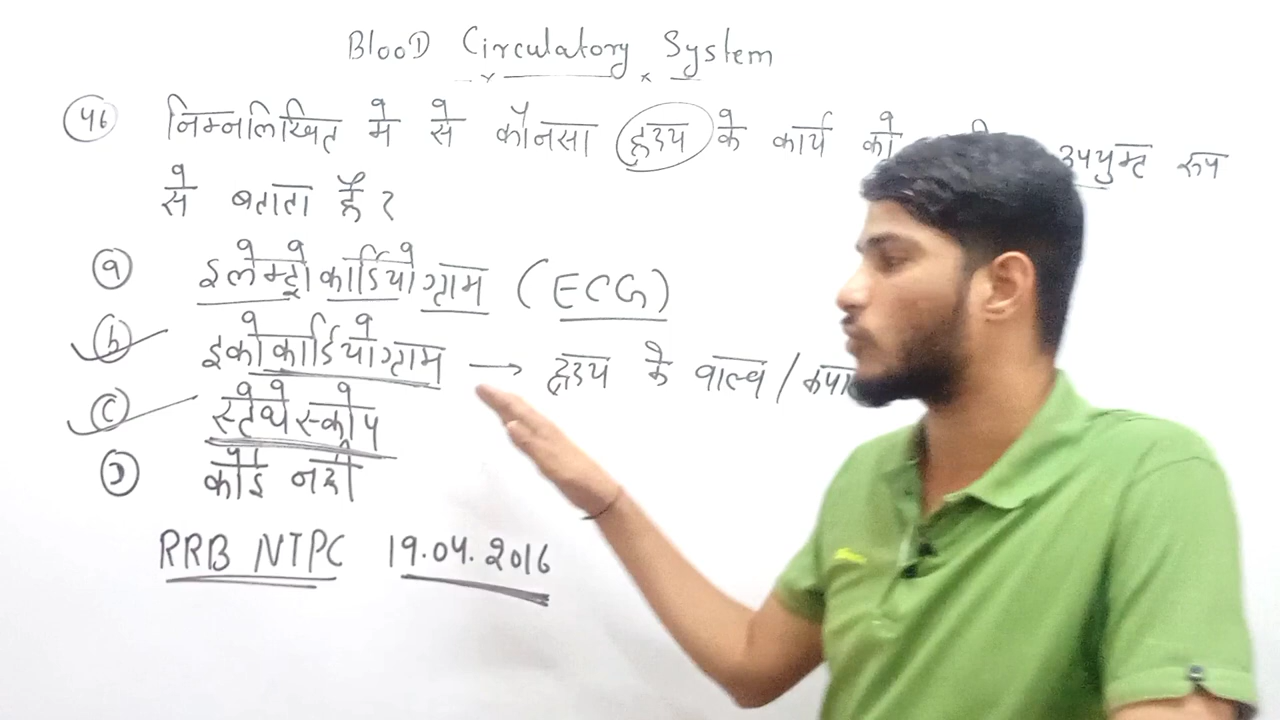 BlooD Circulatory System
46 निम्नलिखित मे से कौनसा हृदय के कार्य को उपयुक्त रूप
से बताता है ?
a इलेक्ट्रो कार्डियो ग्राम (ECG)
b इको कार्डियो ग्राम → हृदय के वाल्व /
c स्टेथेस्कोप
D कोई नही
RRB NTPC 19.04.2016